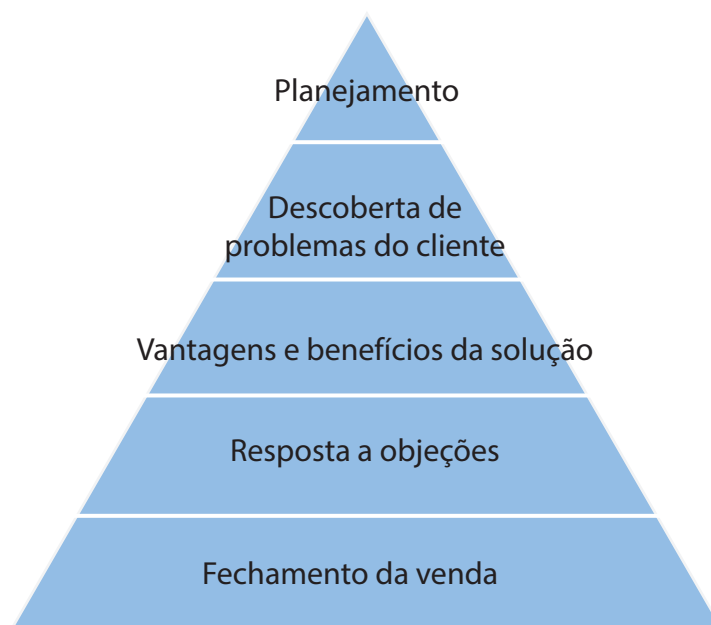 Planejamento
Descoberta de
problemas do cliente
Vantagens e benefícios da solução
Resposta a objeções
Fechamento da venda